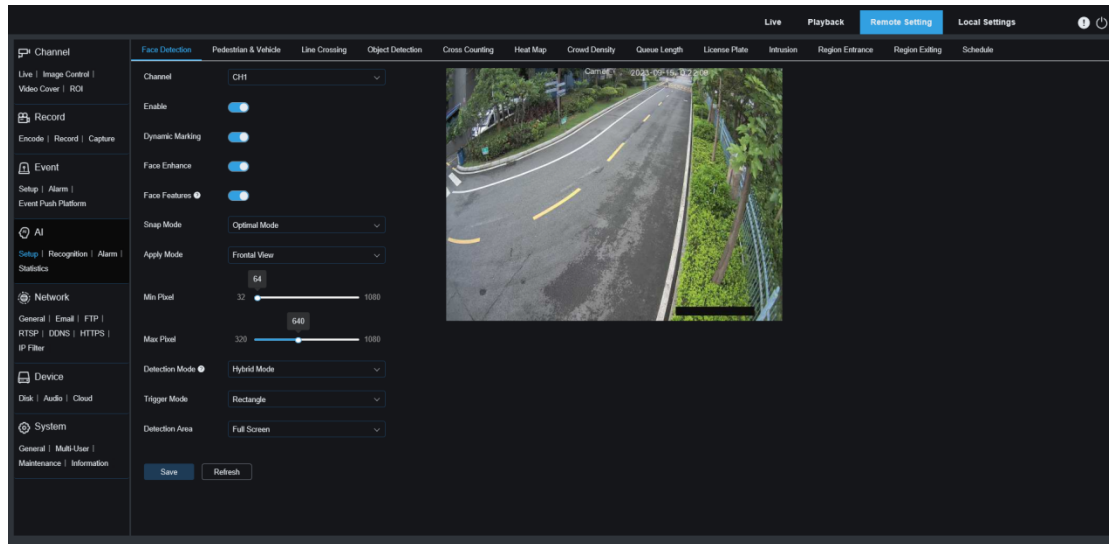 Live Playback Remote Setting Local Settings
Channel
Live | Image Control |
Video Cover | ROI
Record
Encode | Record | Capture
Event
Setup | Alarm |
Event Push Platform
AI
Setup | Recognition | Alarm |
Statistics
Network
General | Email | FTP |
RTSP | DDNS | HTTPS |
IP Filter
Device
Disk | Audio | Cloud
System
General | Multi-User |
Maintenance | Information
Face Detection Pedestrian & Vehicle Line Crossing Object Detection Cross Counting Heat Map Crowd Density Queue Length License Plate Intrusion Region Entrance Region Exiting Schedule
Channel CH1
Enable
Dynamic Marking
Face Enhance
Face Features
Snap Mode Optimal Mode
Apply Mode Frontal View
64
Min Pixel 32 1080
640
Max Pixel 320 1080
Detection Mode Hybrid Mode
Trigger Mode Rectangle
Detection Area Full Screen
Save Refresh